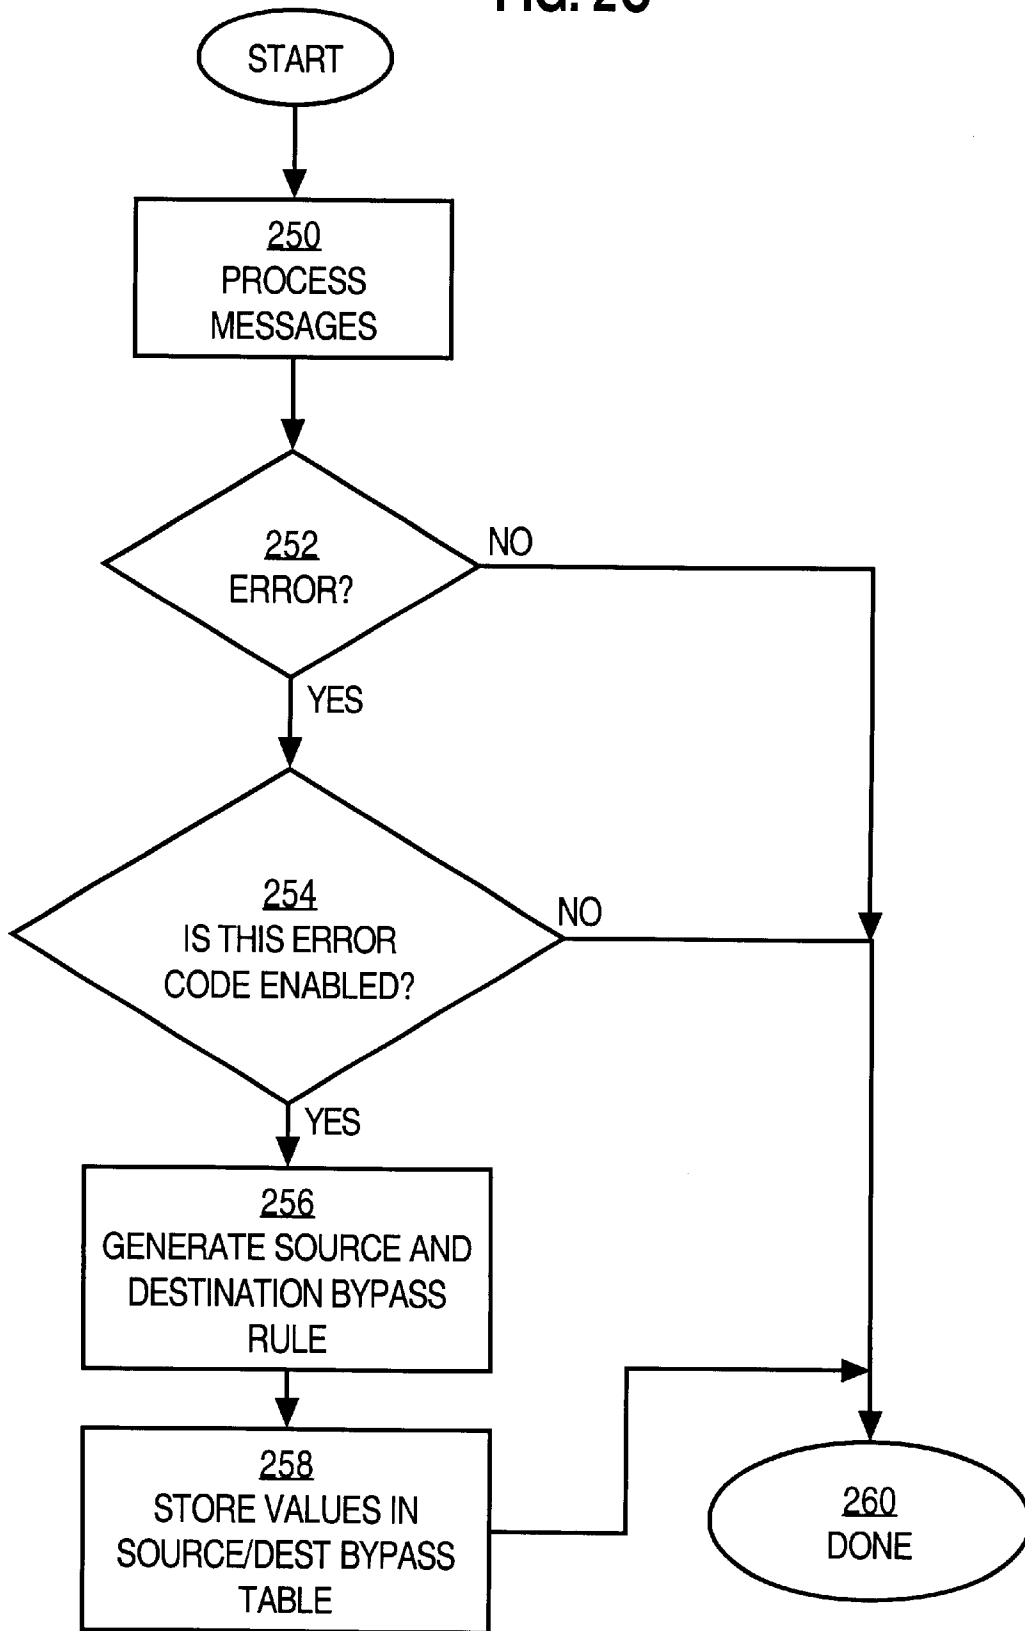 START
250
PROCESS
MESSAGES
252
ERROR?
NO
YES
254
IS THIS ERROR
CODE ENABLED?
NO
YES
256
GENERATE SOURCE AND
DESTINATION BYPASS
RULE
258
STORE VALUES IN
SOURCE/DEST BYPASS
TABLE
260
DONE